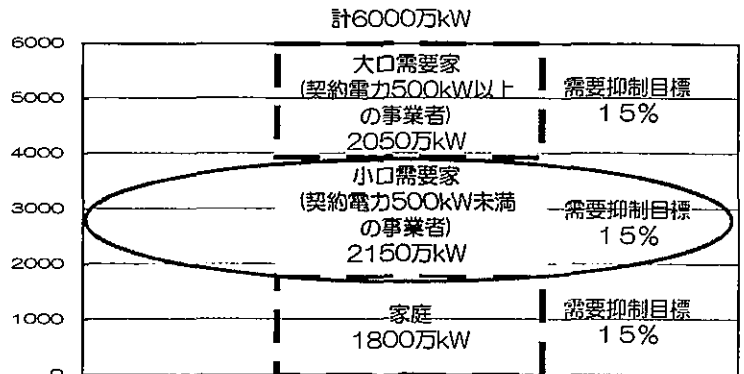 計6000万kW
6000
大口需要家
(契約電力500kW以上
の事業者)
2050万kW
需要抑制目標
15%
5000
4000
小口需要家
(契約電力500kW未満
の事業者)
2150万kW
需要抑制目標
15%
3000
2000
家庭
1800万kW
需要抑制目標
15%
1000
0